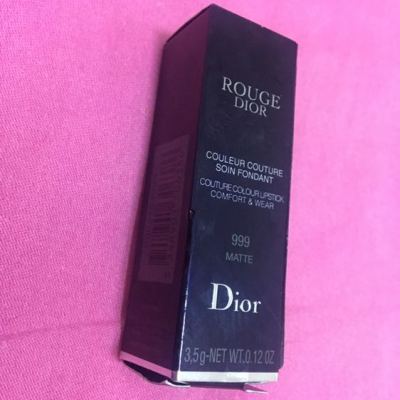 ROUGE
DIOR
COULEUR COUTURE
SOIN FONDANT
COUTURE COLOUR LIPSTICK
COMFORT & WEAR
999
MATTE
Dior
3,5g-NET WT.0.12 OZ